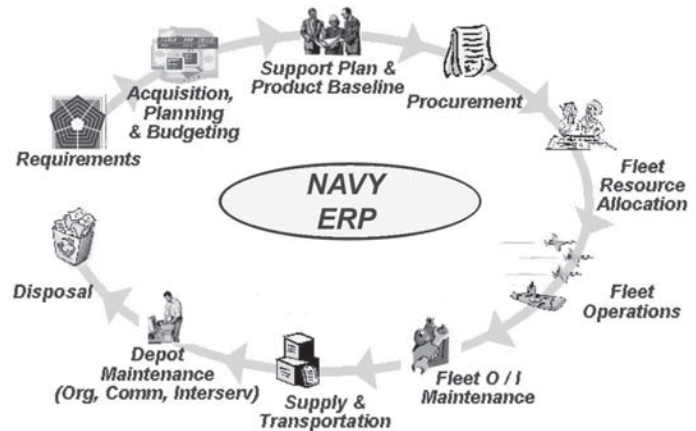 Requirements
Acquisition,
Planning
& Budgeting
Support Plan &
Product Baseline
Procurement
Fleet
Resource
Allocation
Fleet
Operations
Fleet O / I
Maintenance
Supply &
Transportation
Depot
Maintenance
(Org, Comm, Interserv)
Disposal
NAVY
ERP